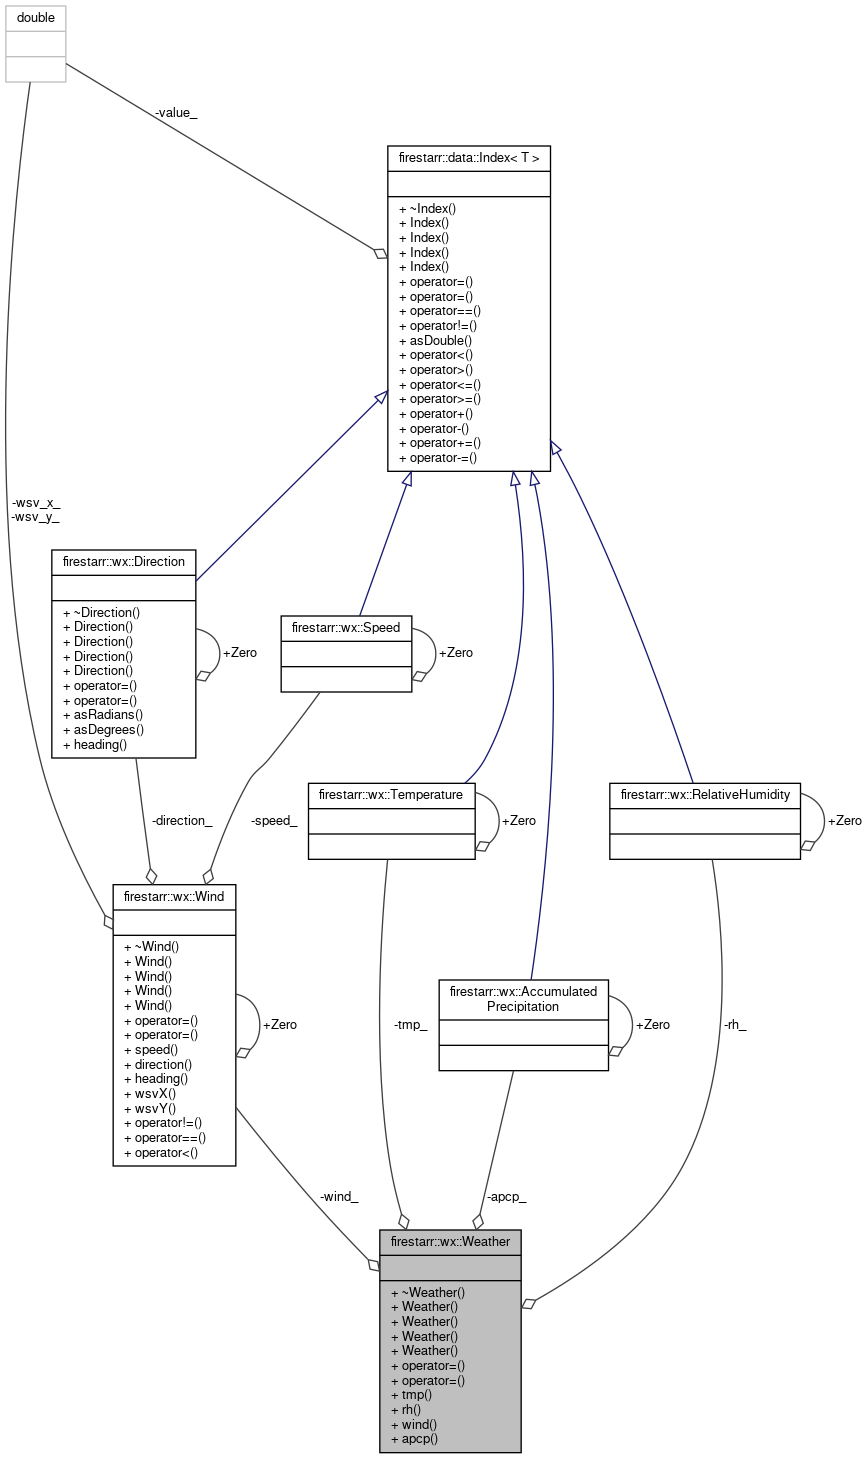 double
-value_
firestarr::data::Index< T >
+ ~Index()
+ Index()
+ Index()
+ Index()
+ Index()
+ operator=()
+ operator=()
+ operator==()
+ operator!=()
+ asDouble()
+ operator<()
+ operator>()
+ operator<=()
+ operator>=()
+ operator+()
+ operator-()
+ operator+=()
+ operator-=()
-wsv_x_
-wsv_y_
firestarr::wx::Direction
+ ~Direction()
+ Direction()
+ Direction()
+ Direction()
+ Direction()
+ operator=()
+ operator=()
+ asRadians()
+ asDegrees()
+ heading()
+Zero
firestarr::wx::Speed
+Zero
-direction_
-speed_
firestarr::wx::Temperature
+Zero
firestarr::wx::RelativeHumidity
+Zero
firestarr::wx::Wind
+ ~Wind()
+ Wind()
+ Wind()
+ Wind()
+ Wind()
+ operator=()
+ operator=()
+ speed()
+ direction()
+ heading()
+ wsvX()
+ wsvY()
+ operator!=()
+ operator==()
+ operator<()
+Zero
-tmp_
firestarr::wx::Accumulated
Precipitation
+Zero
-rh_
-wind_
-apcp_
firestarr::wx::Weather
+ ~Weather()
+ Weather()
+ Weather()
+ Weather()
+ Weather()
+ operator=()
+ operator=()
+ tmp()
+ rh()
+ wind()
+ apcp()